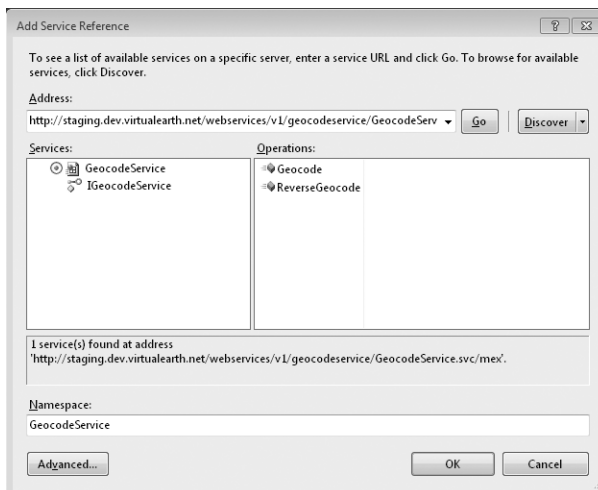 Add Service Reference
To see a list of available services on a specific server, enter a service URL and click Go. To browse for available
services, click Discover.
Address:
http://staging.dev.virtualearth.net/webservices/v1/geocodeservice/GeocodeServ
Go
Discover
Services:
Operations:
GeocodeService
IGeocodeService
Geocode
ReverseGeocode
1 service(s) found at address
'http://staging.dev.virtualearth.net/webservices/v1/geocodeservice/GeocodeService.svc/mex'.
Namespace:
GeocodeService
Advanced...
OK
Cancel